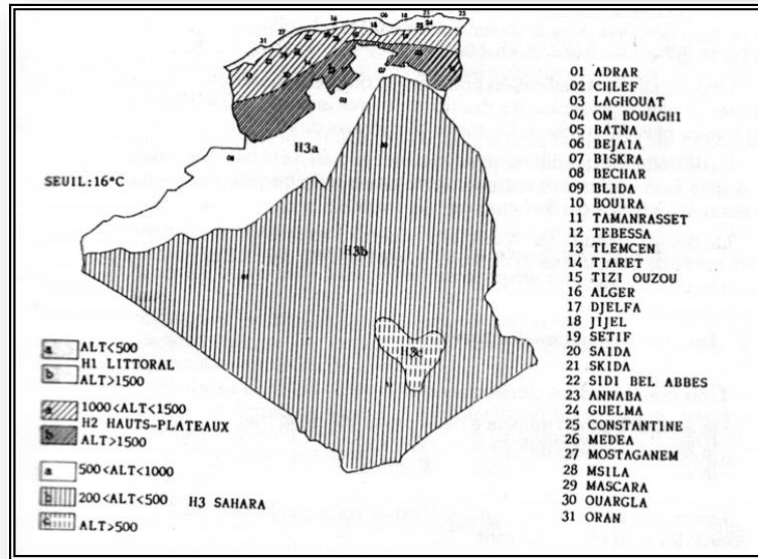 H3a
SEUIL:16°C
H3b
H3c
a ALT<500
H1 LITTORAL
b ALT>1500
a 1000<ALT<1500
H2 HAUTS-PLATEAUX
b ALT>1500
a 500<ALT<1000
b 200<ALT<500 H3 SAHARA
c ALT>500
01 ADRAR
02 CHLEF
03 LAGHOUAT
04 OM BOUAGHI
05 BATNA
06 BEJAIA
07 BISKRA
08 BECHAR
09 BLIDA
10 BOUIRA
11 TAMANRASSET
12 TEBESSA
13 TLEMCEN
14 TIARET
15 TIZI OUZOU
16 ALGER
17 DJELFA
18 JIJEL
19 SETIF
20 SAIDA
21 SKIDA
22 SIDI BEL ABBES
23 ANNABA
24 GUELMA
25 CONSTANTINE
26 MEDEA
27 MOSTAGANEM
28 MSILA
29 MASCARA
30 OUARGLA
31 ORAN